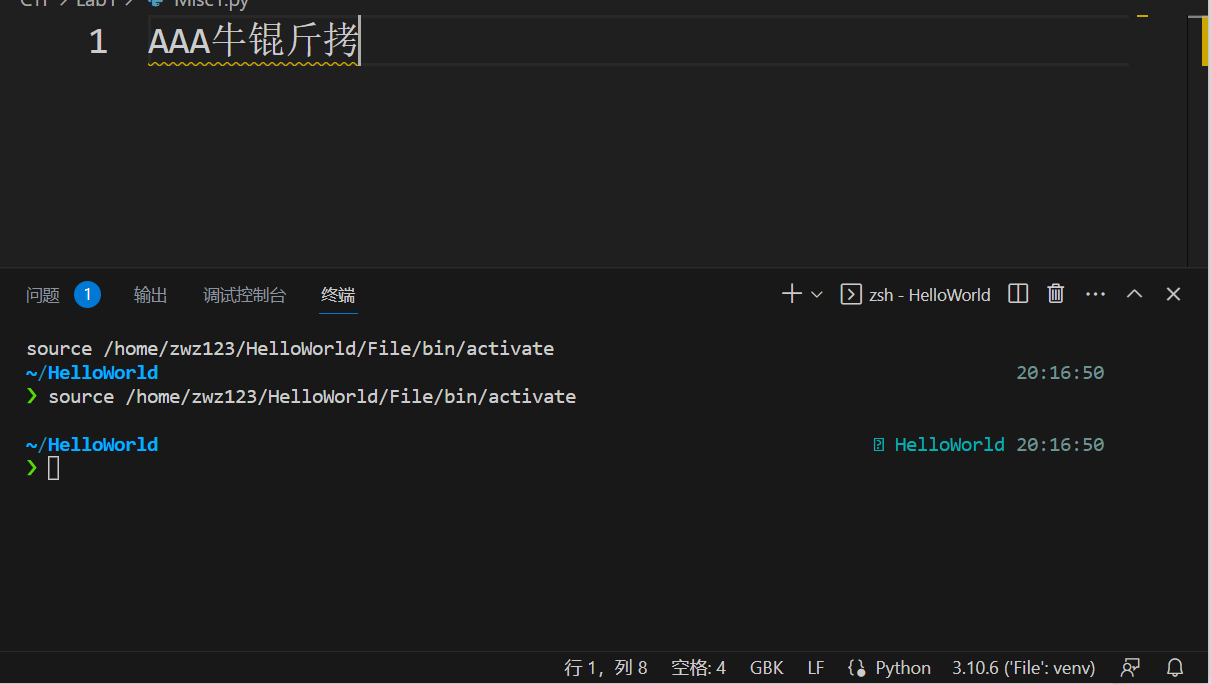 CTF > Lab1 > Misc1.py
1 AAA牛锟斤拷
问题 1 输出 调试控制台 终端 zsh - HelloWorld
source /home/zwz123/HelloWorld/File/bin/activate
~/HelloWorld 20:16:50
❯ source /home/zwz123/HelloWorld/File/bin/activate
~/HelloWorld HelloWorld 20:16:50
❯
行 1，列 8 空格: 4 GBK LF Python 3.10.6 ('File': venv)